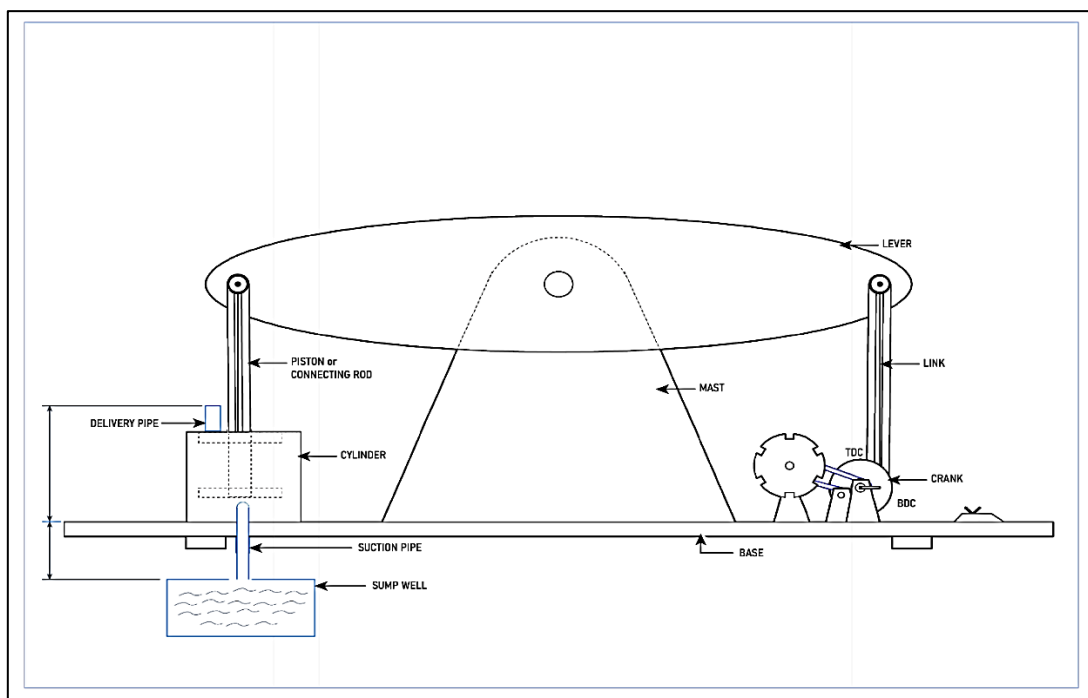 LEVER
PISTON or
CONNECTING ROD
LINK
MAST
DELIVERY PIPE
CYLINDER
TDC
CRANK
BDC
SUCTION PIPE
BASE
SUMP WELL